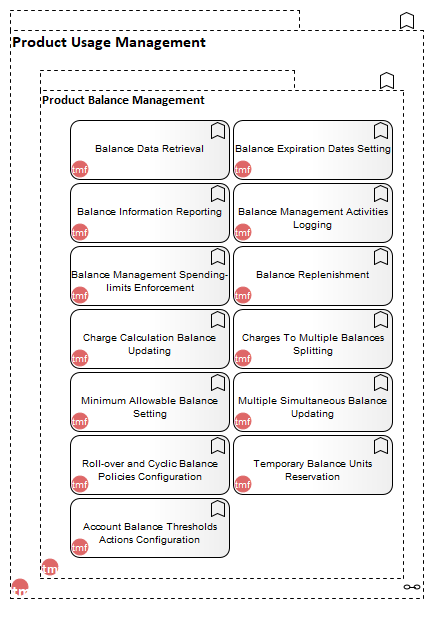 Product Usage Management
Product Balance Management
Balance Data Retrieval
tmf
Balance Expiration Dates Setting
tmf
Balance Information Reporting
tmf
Balance Management Activities
Logging
tmf
Balance Management Spending-
limits Enforcement
tmf
Balance Replenishment
tmf
Charge Calculation Balance
Updating
tmf
Charges To Multiple Balances
Splitting
tmf
Minimum Allowable Balance
Setting
tmf
Multiple Simultaneous Balance
Updating
tmf
Roll-over and Cyclic Balance
Policies Configuration
tmf
Temporary Balance Units
Reservation
tmf
Account Balance Thresholds
Actions Configuration
tmf
tm
tm